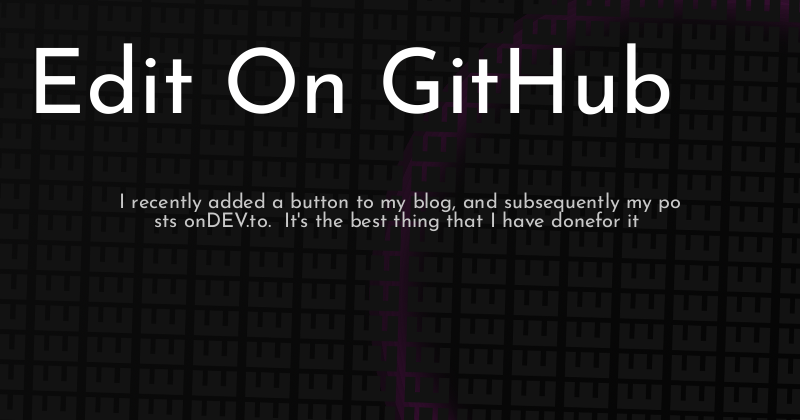 Edit On GitHub
I recently added a button to my blog, and subsequently my po
sts onDEV.to.  It's the best thing that I have donefor it